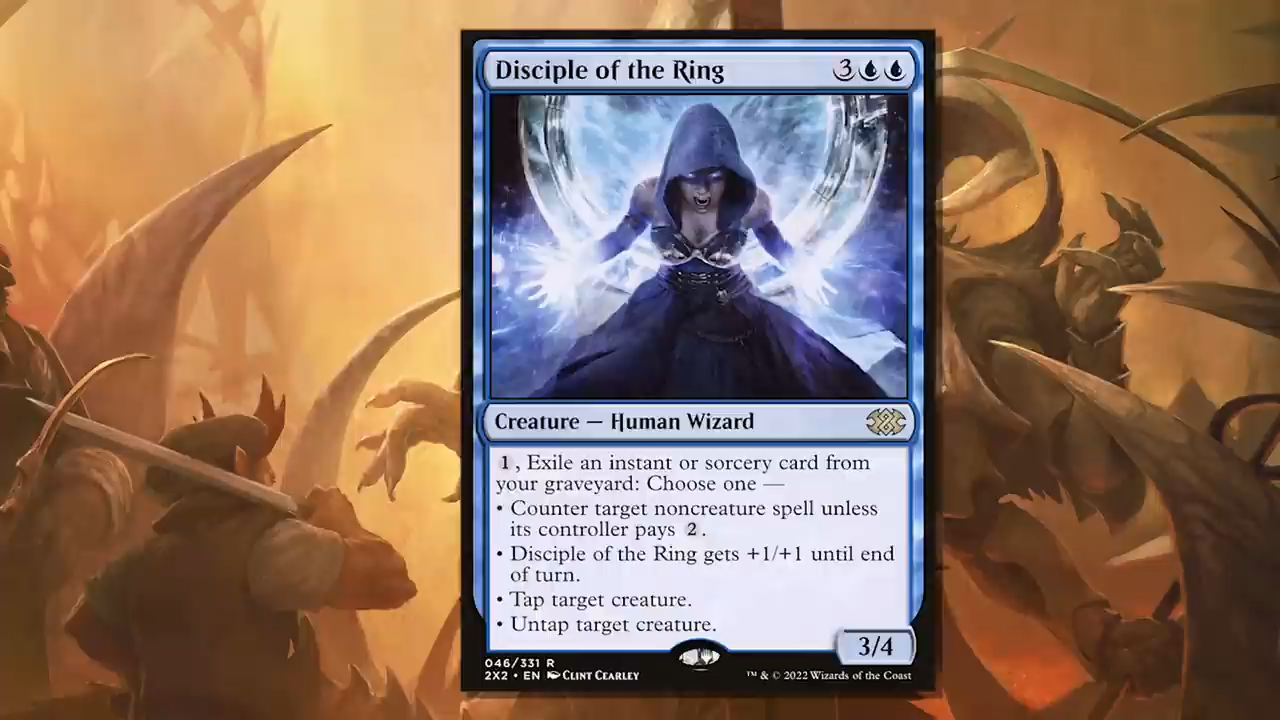 Disciple of the Ring 3
Creature — Human Wizard
1, Exile an instant or sorcery card from
your graveyard: Choose one —
• Counter target noncreature spell unless
its controller pays 2.
• Disciple of the Ring gets +1/+1 until end
of turn.
• Tap target creature.
• Untap target creature.
3/4
046/331 R
2X2 • EN CLINT CEARLEY
™ & © 2022 Wizards of the Coast